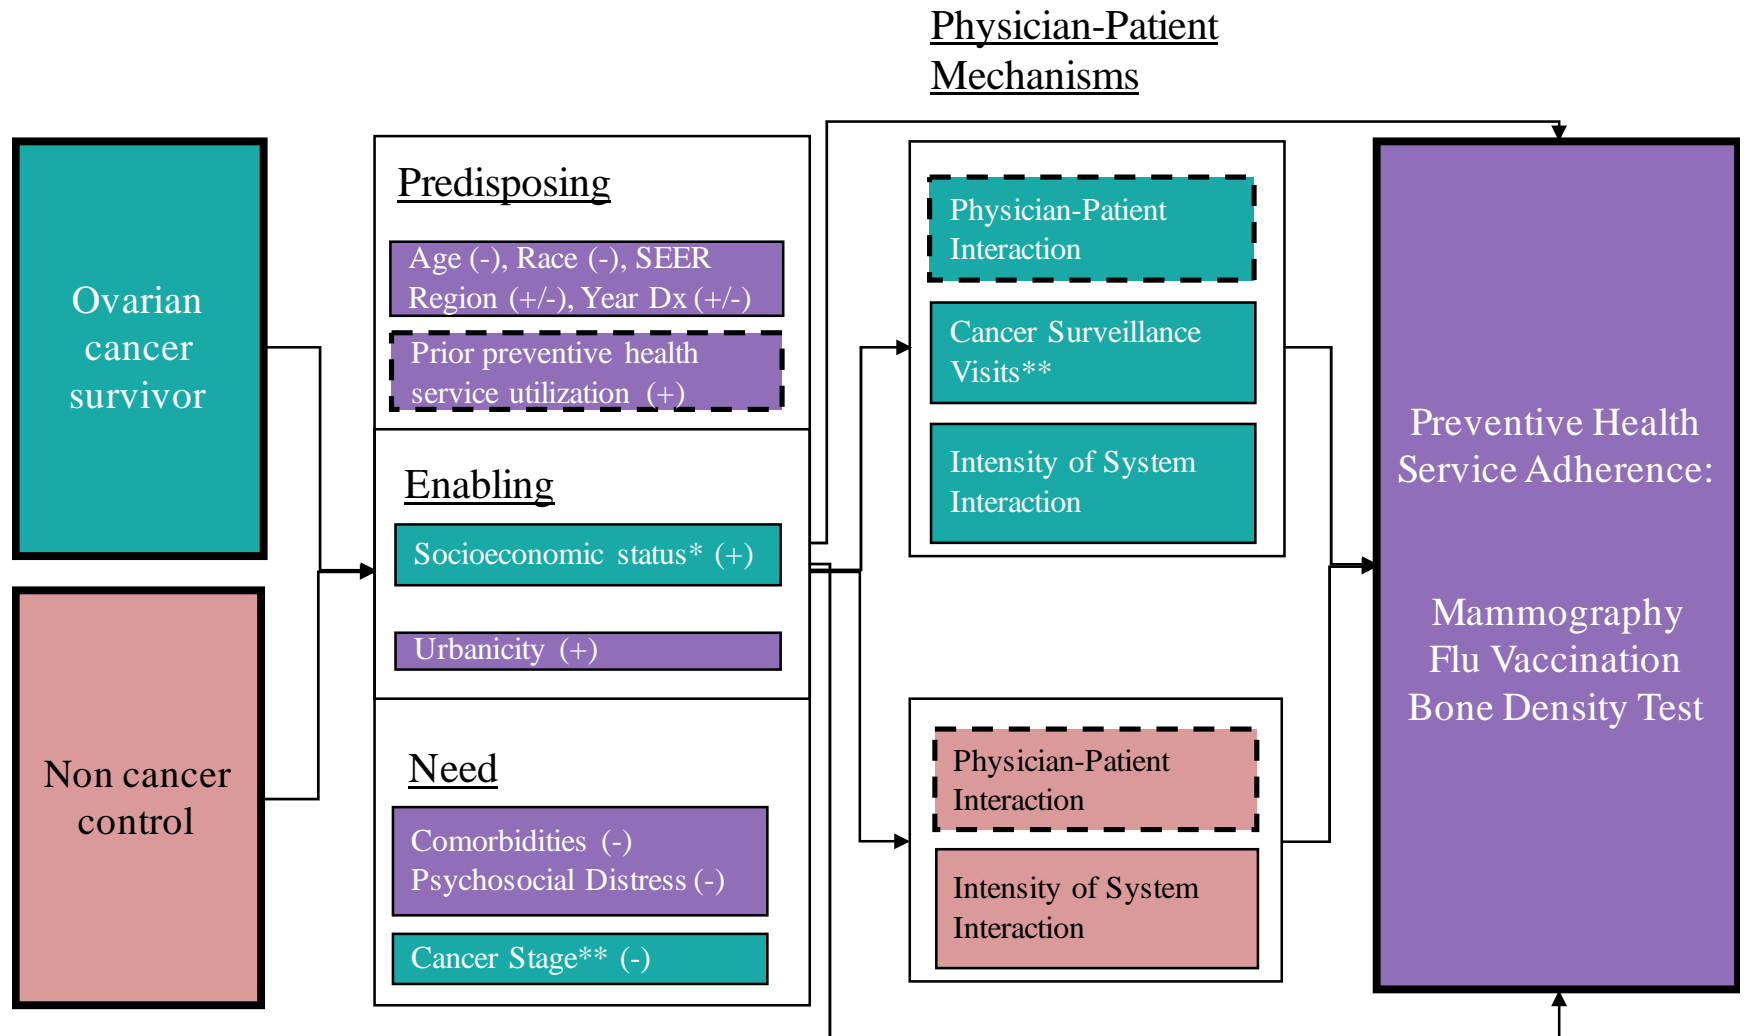 Physician-Patient
Mechanisms
Ovarian
cancer
survivor
Non cancer
control
Predisposing
Age (-), Race (-), SEER
Region (+/-), Year Dx (+/-)
Prior preventive health
service utilization (+)
Enabling
Socioeconomic status* (+)
Urbanicity (+)
Need
Comorbidities (-)
Psychosocial Distress (-)
Cancer Stage** (-)
Physician-Patient
Interaction
Cancer Surveillance
Visits**
Intensity of System
Interaction
Physician-Patient
Interaction
Intensity of System
Interaction
Preventive Health
Service Adherence:
Mammography
Flu Vaccination
Bone Density Test